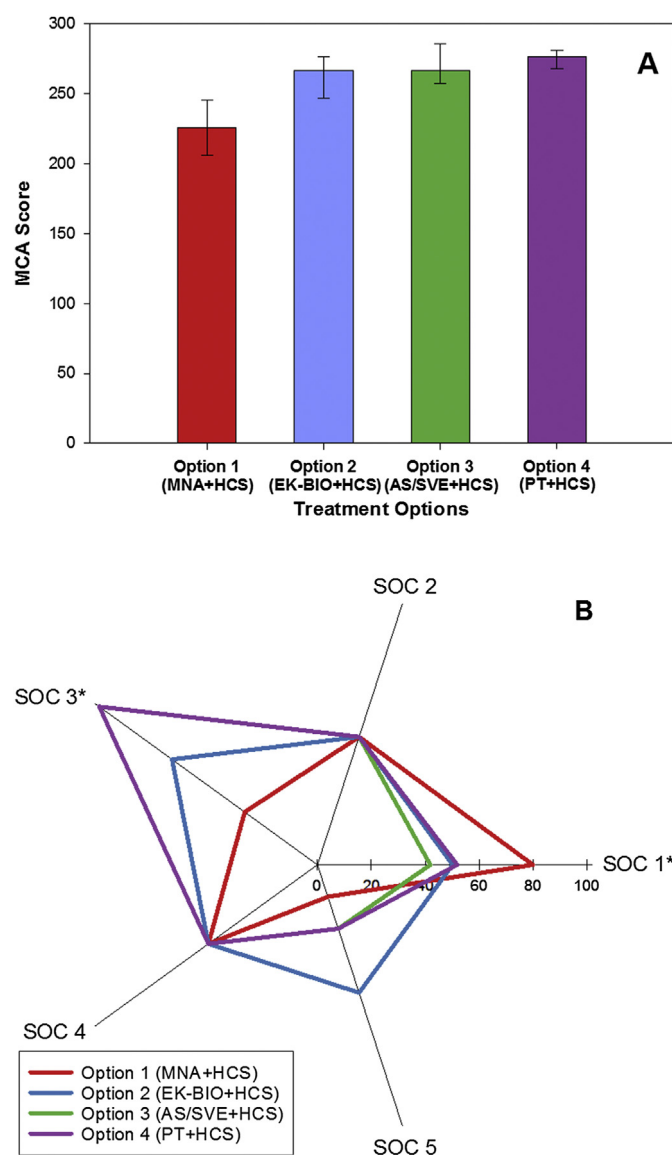 300
A
250
200
150
300
50
0
MCA Score
Option 1
(MNA+HCS)
Option 2
(EK-BIO+HCS)
Option 3
(AS/SVE+HCS)
Option 4
(PT+HCS)
Treatment Options
SOC 2
B
SOC 3*
SOC 1*
0 20 40 60 80 100
SOC 4
SOC 5
Option 1 (MNA+HCS)
Option 2 (EK-BIO+HCS)
Option 3 (AS/SVE+HCS)
Option 4 (PT+HCS)